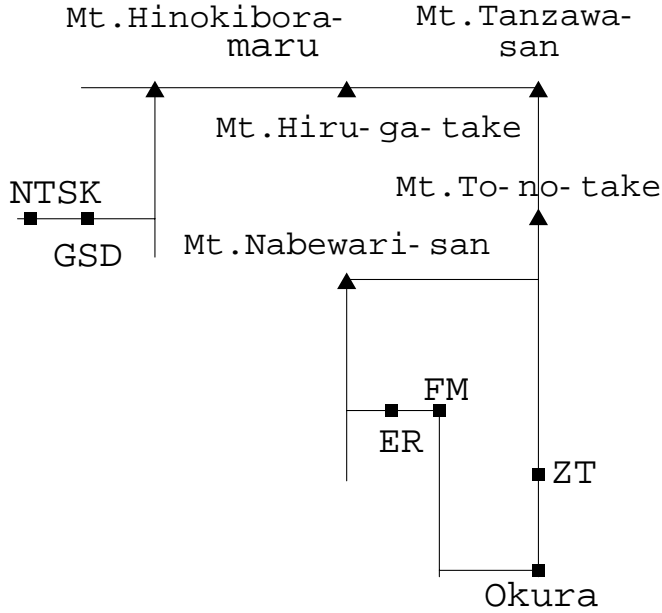 Mt.Hinokibora-
maru
Mt.Tanzawa-
san
Mt.Hiru-ga-take
Mt.To-no-take
NTSK
GSD
Mt.Nabewari-san
FM
ER
ZT
Okura